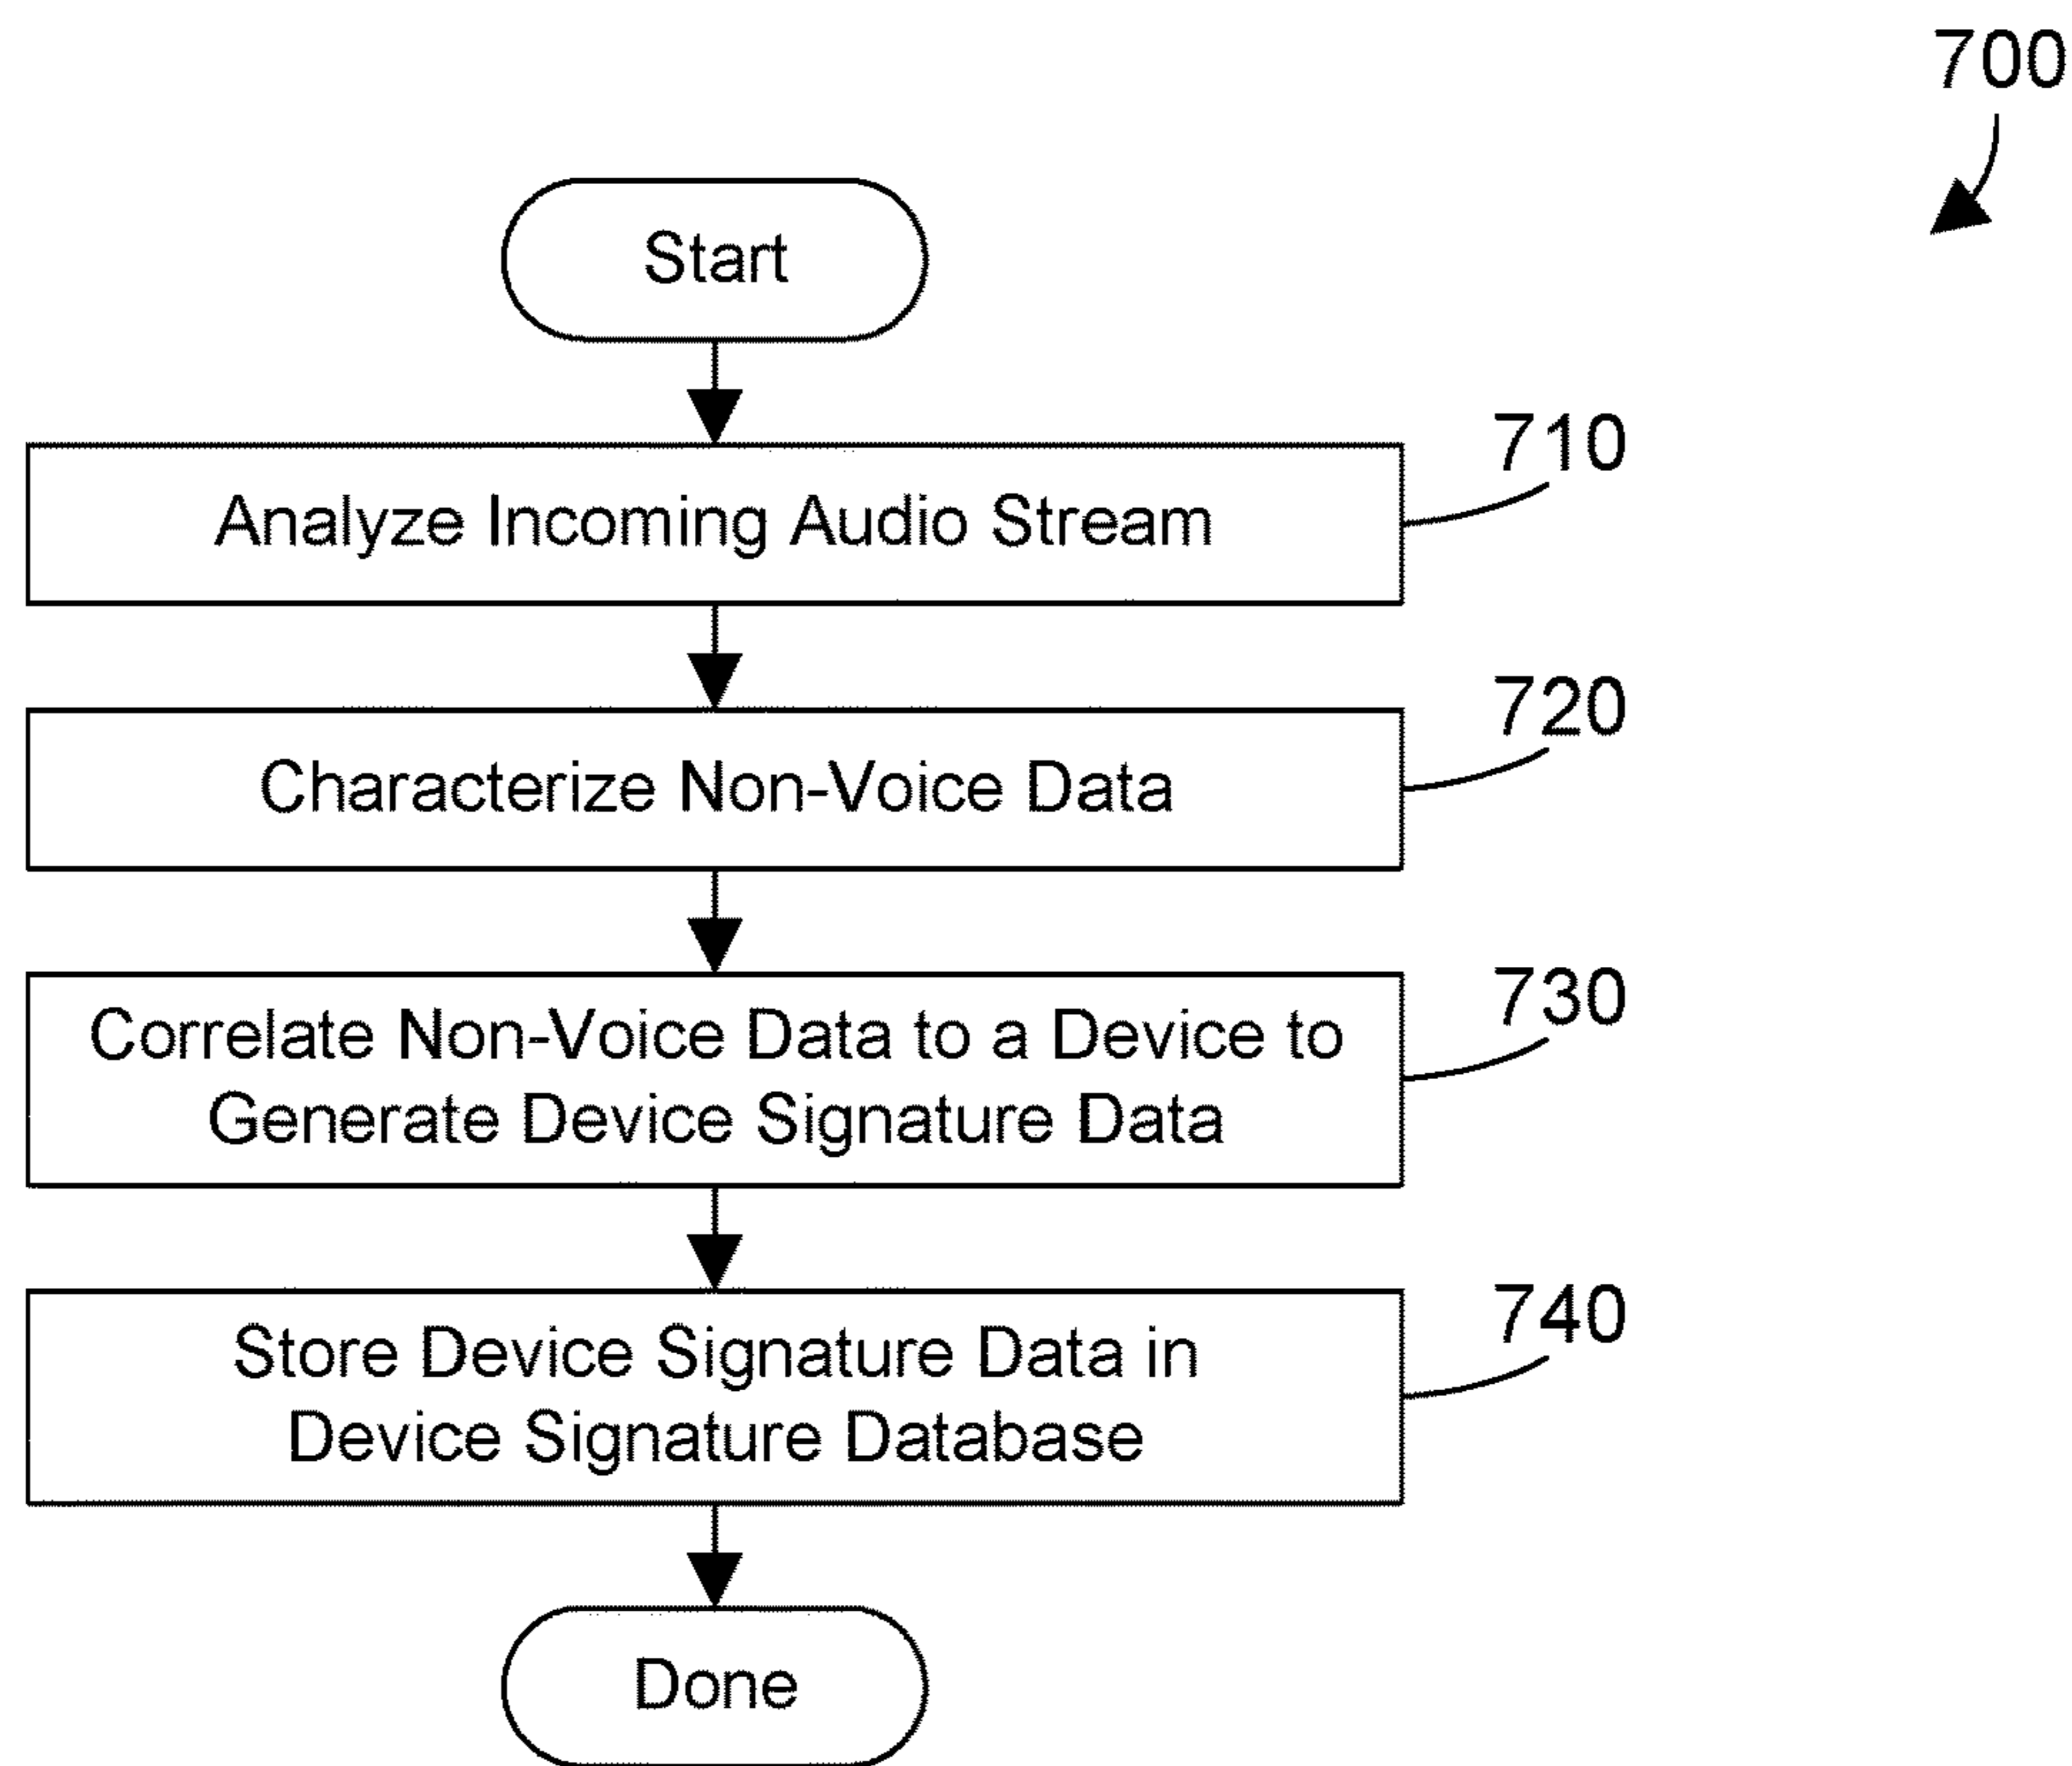 700
Start
710
Analyze Incoming Audio Stream
720
Characterize Non-Voice Data
730
Correlate Non-Voice Data to a Device to
Generate Device Signature Data
740
Store Device Signature Data in
Device Signature Database
Done